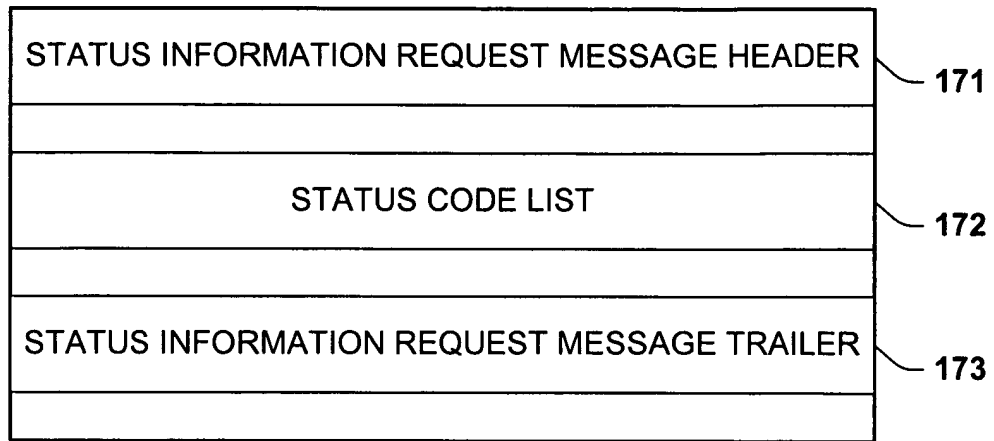 STATUS INFORMATION REQUEST MESSAGE HEADER
171
STATUS CODE LIST
172
STATUS INFORMATION REQUEST MESSAGE TRAILER
173